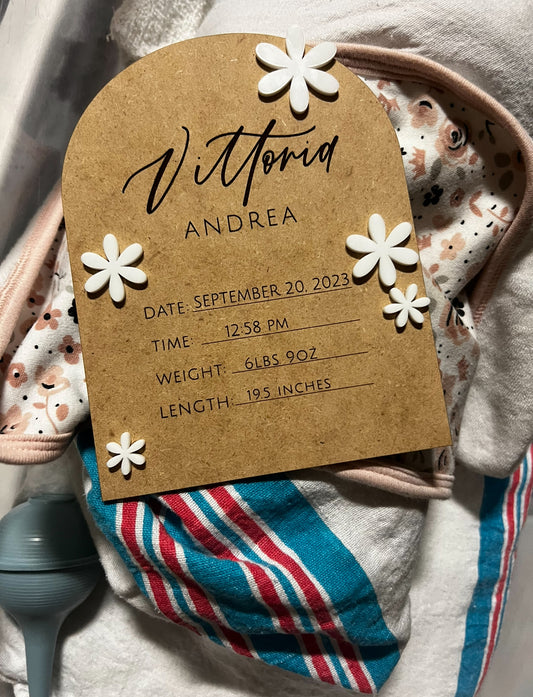 Vittoria
ANDREA
DATE: SEPTEMBER 20. 2023
TIME: 12:58 PM
WEIGHT: 6LBS 9OZ
LENGTH: 19.5 INCHES